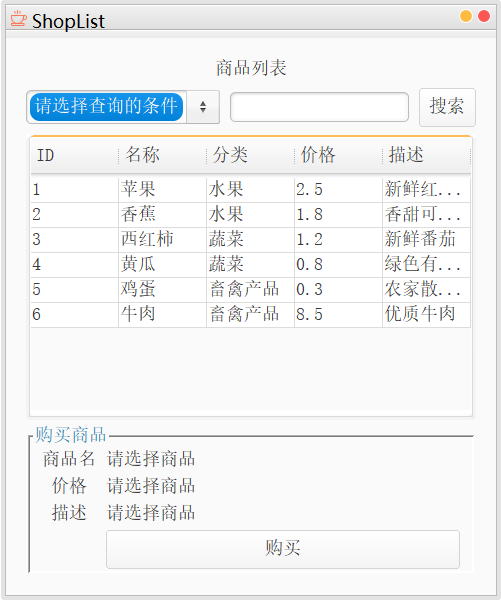 ShopList
商品列表
请选择查询的条件 搜索
ID 名称 分类 价格 描述
1 苹果 水果 2.5 新鲜红...
2 香蕉 水果 1.8 香甜可...
3 西红柿 蔬菜 1.2 新鲜番茄
4 黄瓜 蔬菜 0.8 绿色有...
5 鸡蛋 畜禽产品 0.3 农家散...
6 牛肉 畜禽产品 8.5 优质牛肉
购买商品
商品名 请选择商品
价格 请选择商品
描述 请选择商品
购买